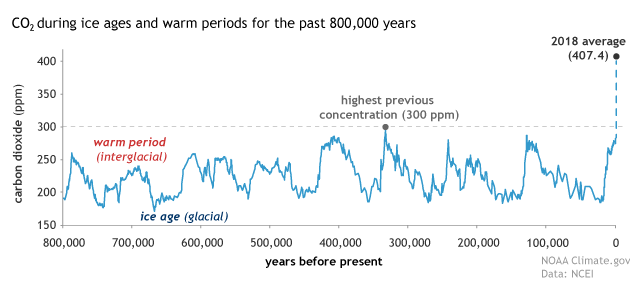 CO₂ during ice ages and warm periods for the past 800,000 years
2018 average
(407.4)
400
highest previous
concentration (300 ppm)
350
300
warm period
(interglacial)
250
200
ice age (glacial)
150
carbon dioxide (ppm)
800,000 700,000 600,000 500,000 400,000 300,000 200,000 100,000 0
years before present
NOAA Climate.gov
Data: NCEI